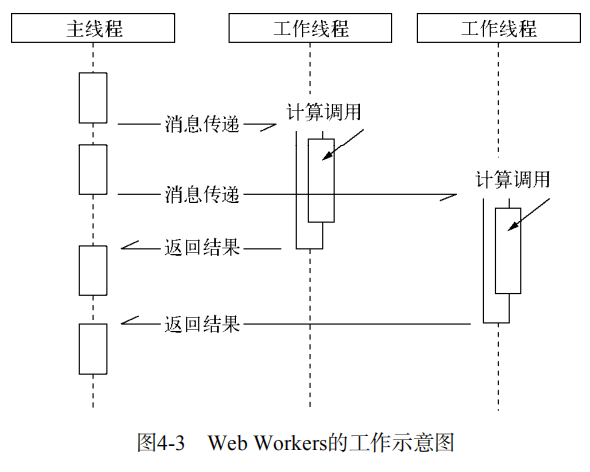 主线程
工作线程
工作线程
计算调用
消息传递
计算调用
消息传递
返回结果
返回结果
图4-3 Web Workers的工作示意图